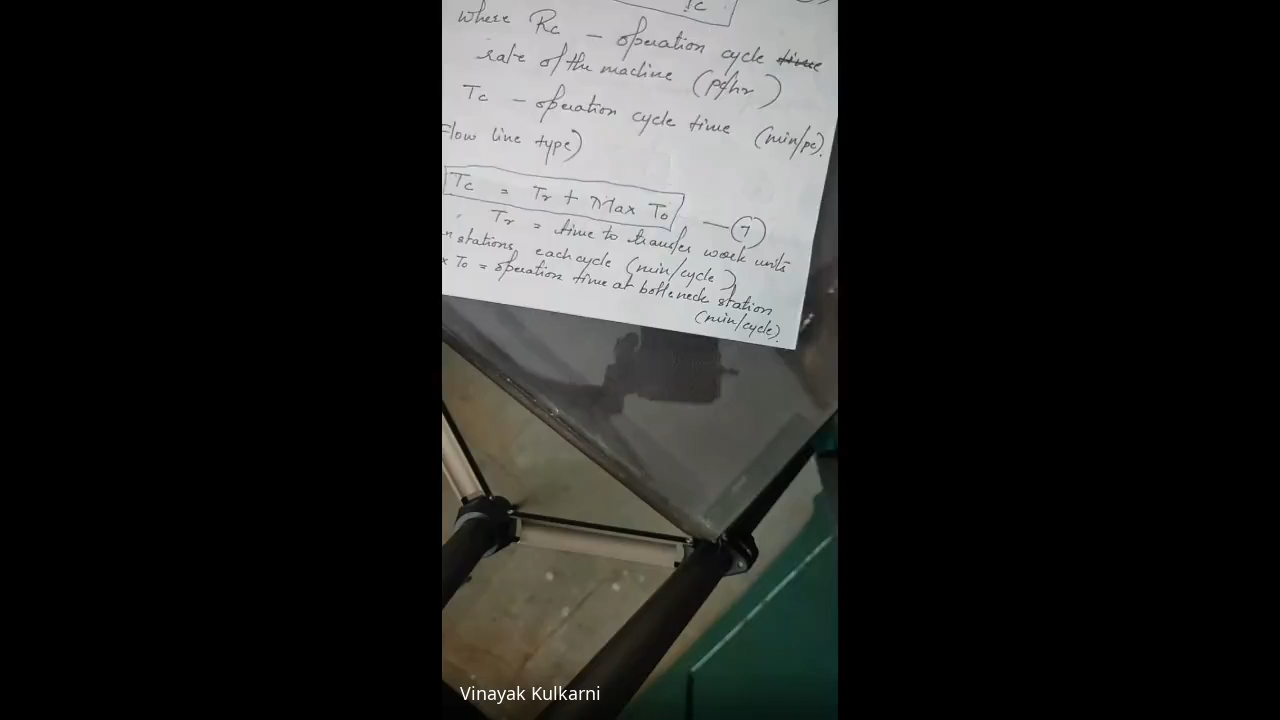 Tc
where Rc – operation cycle time
rate of the machine (pc/hr)
Tc – operation cycle time (min/pc).
Flow line type)
Tc = Tr + Max To — 7
Tr = time to transfer work units
stations, each cycle (min/cycle)
To = operation time at bottleneck station
(min/cycle).
Vinayak Kulkarni